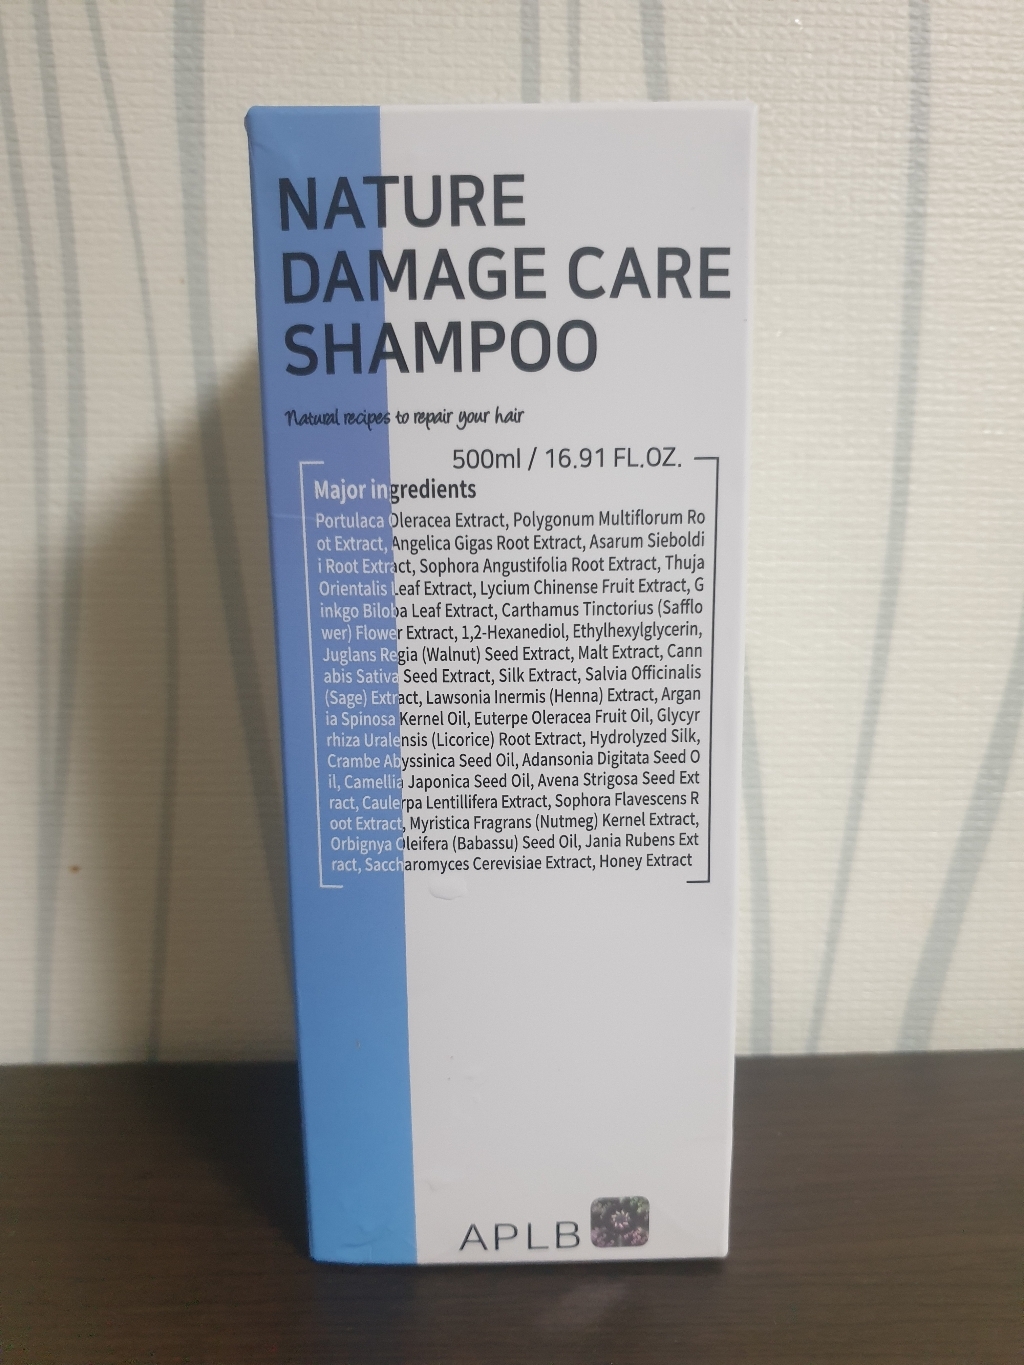 NATURE
DAMAGE CARE
SHAMPOO
Natural recipes to repair your hair
500ml / 16.91 FL.OZ.
Major ingredients
Portulaca Oleracea Extract, Polygonum Multiflorum Ro
ot Extract, Angelica Gigas Root Extract, Asarum Sieboldi
i Root Extract, Sophora Angustifolia Root Extract, Thuja
Orientalis Leaf Extract, Lycium Chinense Fruit Extract, G
inkgo Biloba Leaf Extract, Carthamus Tinctorius (Safflo
wer) Flower Extract, 1,2-Hexanediol, Ethylhexylglycerin,
Juglans Regia (Walnut) Seed Extract, Malt Extract, Cann
abis Sativa Seed Extract, Silk Extract, Salvia Officinalis
(Sage) Extract, Lawsonia Inermis (Henna) Extract, Argan
ia Spinosa Kernel Oil, Euterpe Oleracea Fruit Oil, Glycyr
rhiza Uralensis (Licorice) Root Extract, Hydrolyzed Silk,
Crambe Abyssinica Seed Oil, Adansonia Digitata Seed O
il, Camellia Japonica Seed Oil, Avena Strigosa Seed Ext
ract, Caulerpa Lentillifera Extract, Sophora Flavescens R
oot Extract, Myristica Fragrans (Nutmeg) Kernel Extract,
Orbignya Oleifera (Babassu) Seed Oil, Jania Rubens Ext
ract, Saccharomyces Cerevisiae Extract, Honey Extract
APLB